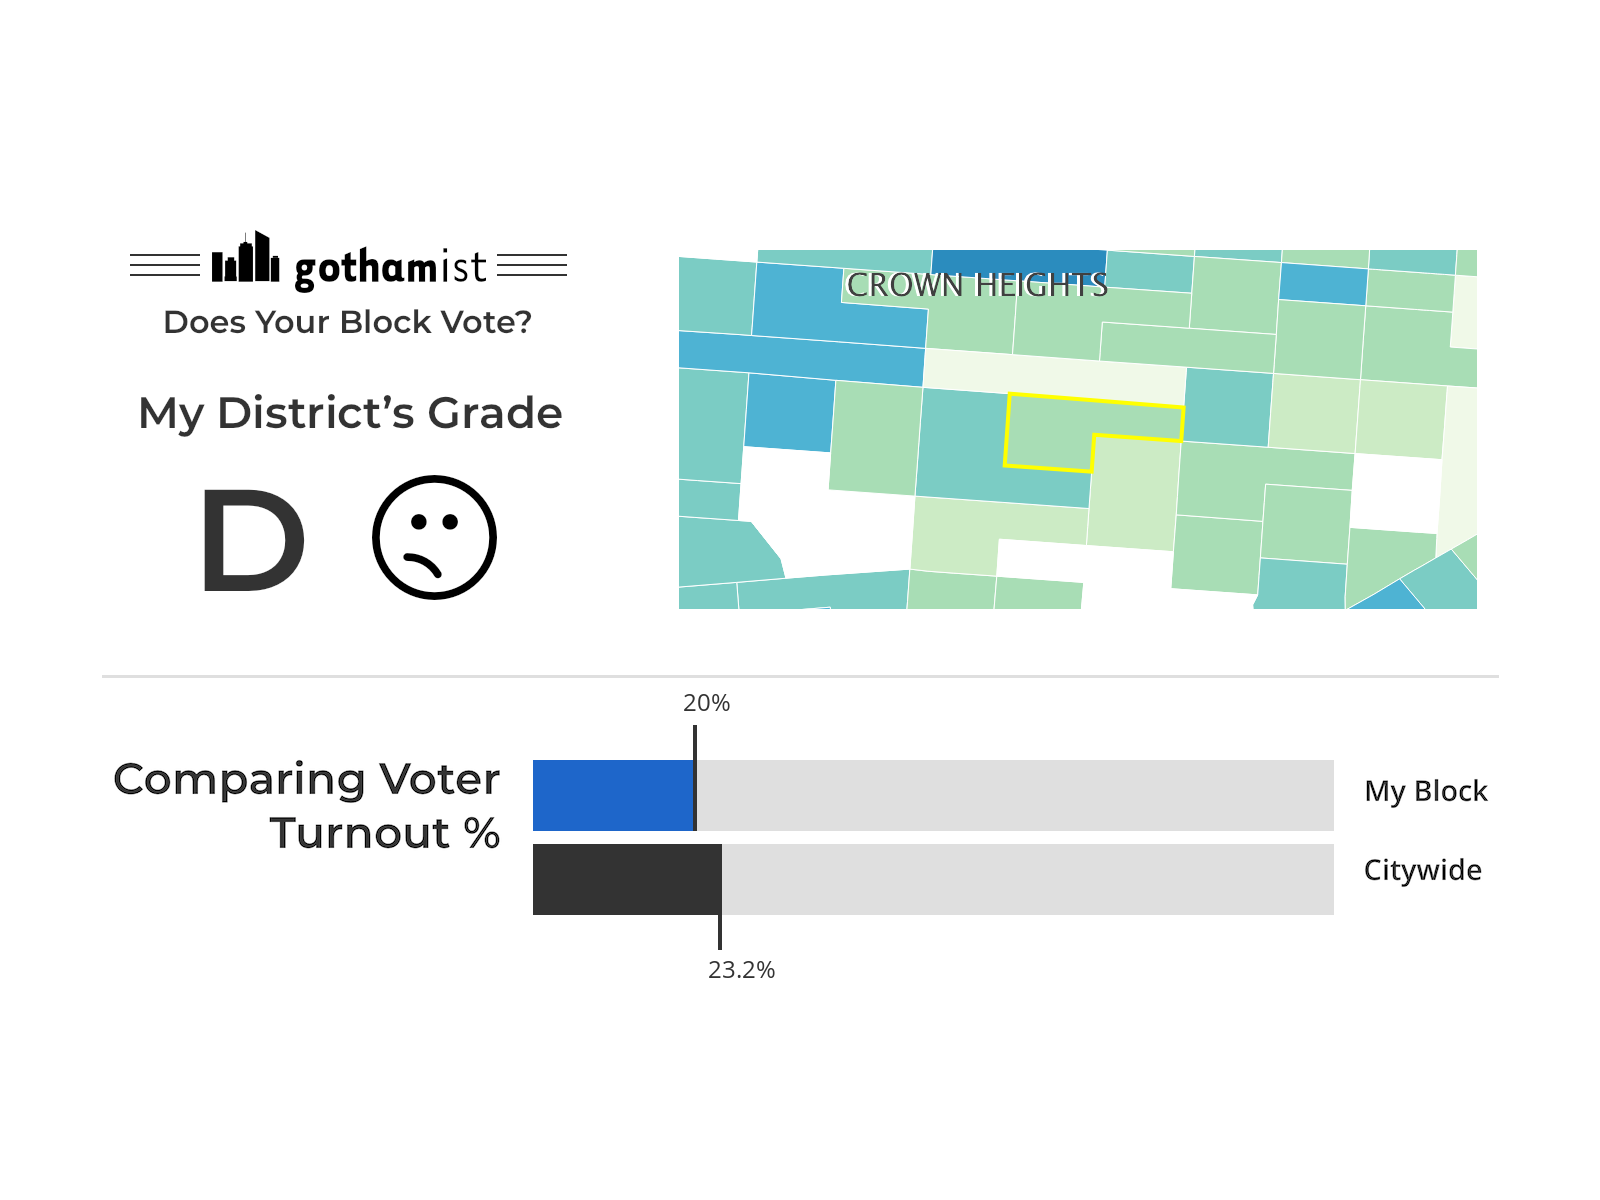 gothamist
Does Your Block Vote?
My District’s Grade
D
CROWN HEIGHTS
Comparing Voter
Turnout %
20%
My Block
Citywide
23.2%